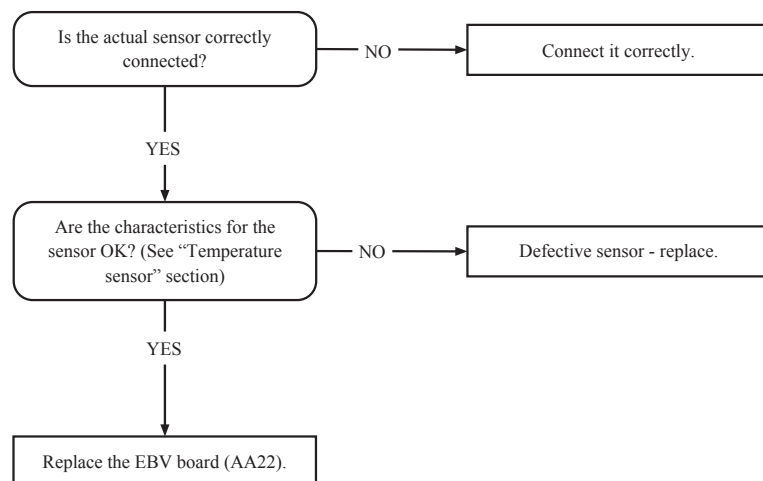 Is the actual sensor correctly
connected?
NO
Connect it correctly.
YES
Are the characteristics for the
sensor OK? (See “Temperature
sensor” section)
NO
Defective sensor - replace.
YES
Replace the EBV board (AA22).